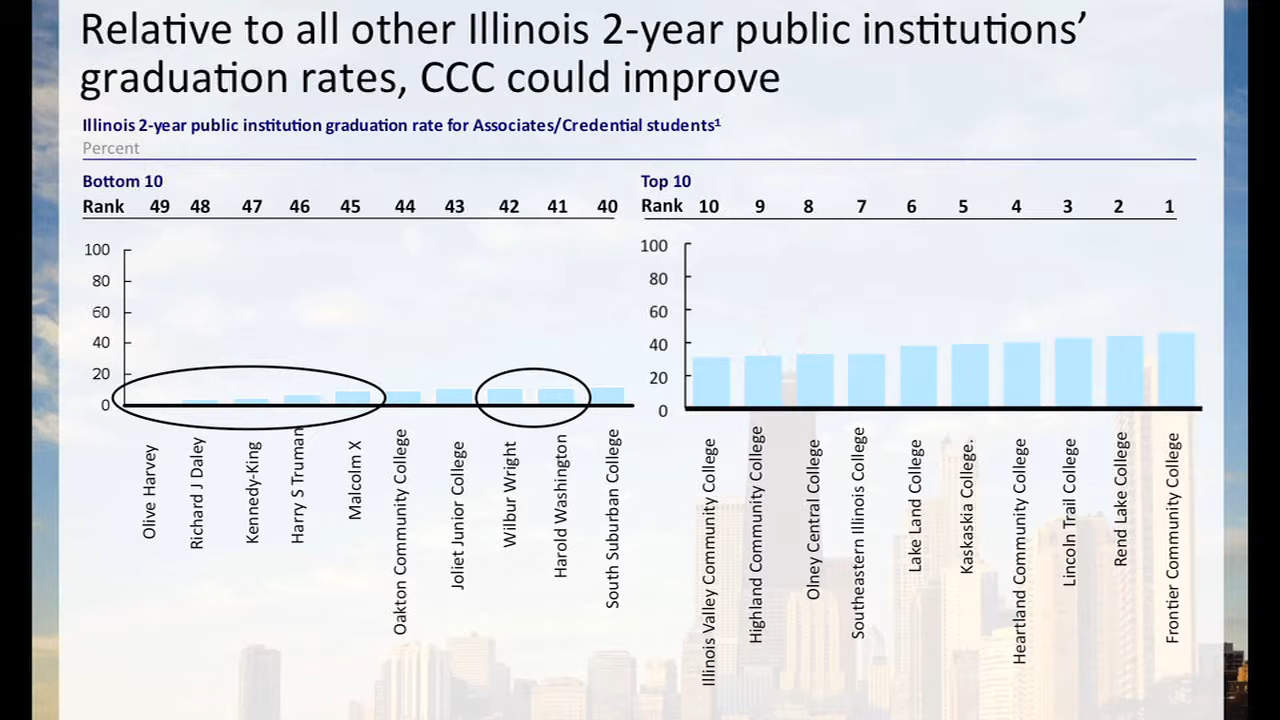 Relative to all other Illinois 2-year public institutions’
graduation rates, CCC could improve
Illinois 2-year public institution graduation rate for Associates/Credential students¹
Percent
Bottom 10
Rank 49 48 47 46 45 44 43 42 41 40
100
80
60
40
20
0
Olive Harvey
Richard J Daley
Kennedy-King
Harry S Truman
Malcolm X
Oakton Community College
Joliet Junior College
Wilbur Wright
Harold Washington
South Suburban College
Top 10
Rank 10 9 8 7 6 5 4 3 2 1
100
80
60
40
20
0
Illinois Valley Community College
Highland Community College
Olney Central College
Southeastern Illinois College
Lake Land College
Kaskaskia College.
Heartland Community College
Lincoln Trail College
Rend Lake College
Frontier Community College